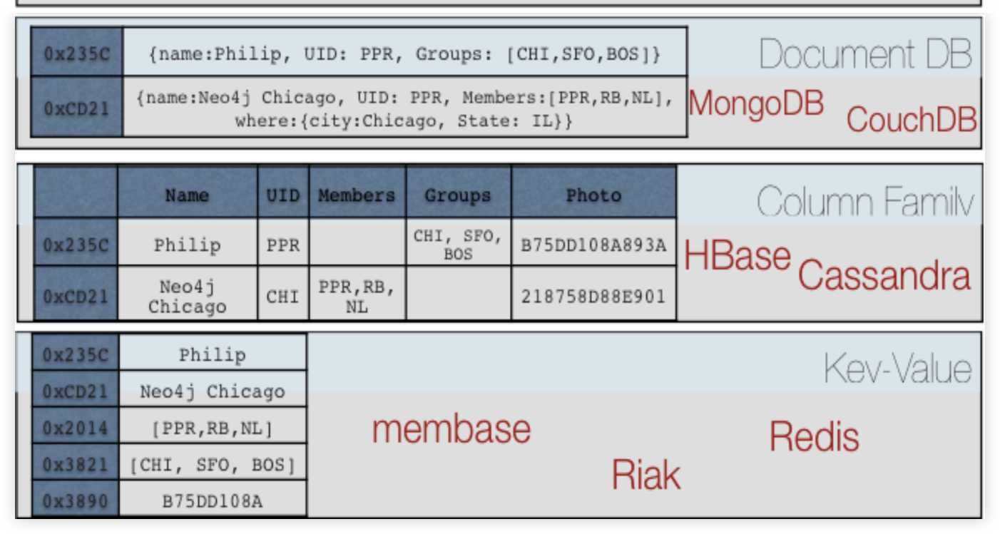 Document DB
0x235C {name:Philip, UID: PPR, Groups: [CHI,SFO,BOS]}
0xCD21 {name:Neo4j Chicago, UID: PPR, Members:[PPR,RB,NL],
where:{city:Chicago, State: IL}}
MongoDB
CouchDB
Column Family
Name UID Members Groups Photo
0x235C Philip PPR CHI, SFO, B75DD108A893A
BOS
0xCD21 Neo4j CHI PPR,RB, 218758D88E901
Chicago NL
HBase
Cassandra
Key-Value
0x235C Philip
0xCD21 Neo4j Chicago
0x2014 [PPR,RB,NL]
0x3821 [CHI, SFO, BOS]
0x3890 B75DD108A
membase
Redis
Riak